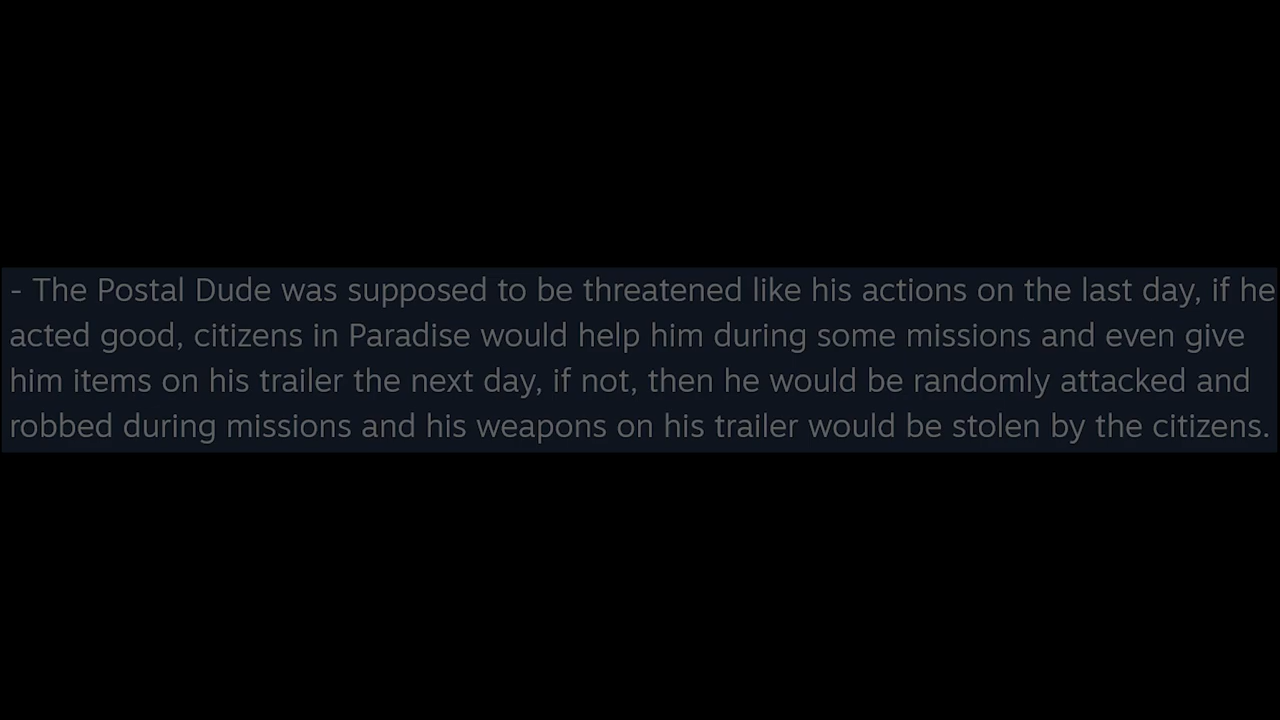 - The Postal Dude was supposed to be threatened like his actions on the last day, if he
acted good, citizens in Paradise would help him during some missions and even give
him items on his trailer the next day, if not, then he would be randomly attacked and
robbed during missions and his weapons on his trailer would be stolen by the citizens.